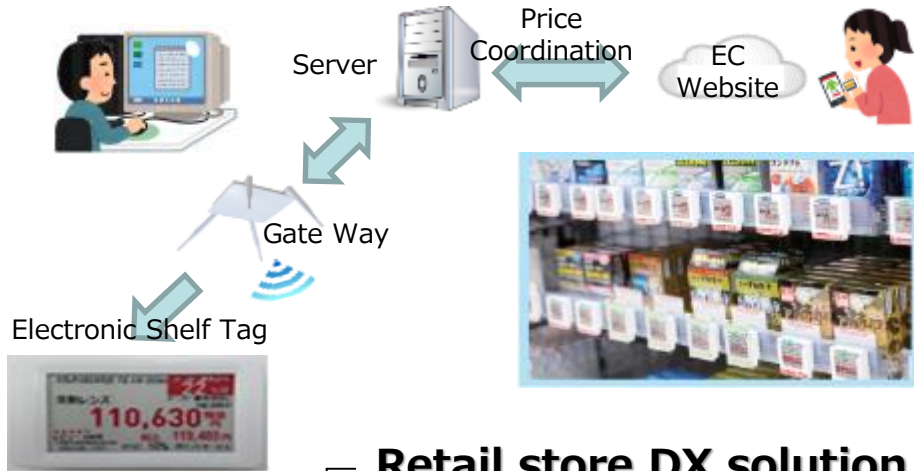 Price
Coordination
Server
EC
Website
Gate Way
Electronic Shelf Tag
110,630
Retail store DX solution